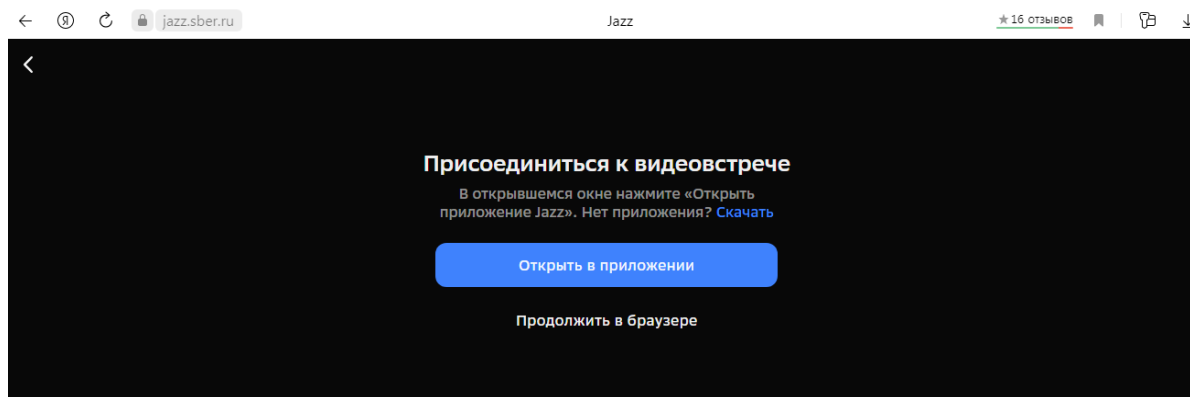 Я jazz.sber.ru Jazz ★ 16 отзывов
Присоединиться к видеовстрече
В открывшемся окне нажмите «Открыть
приложение Jazz». Нет приложения? Скачать
Открыть в приложении
Продолжить в браузере